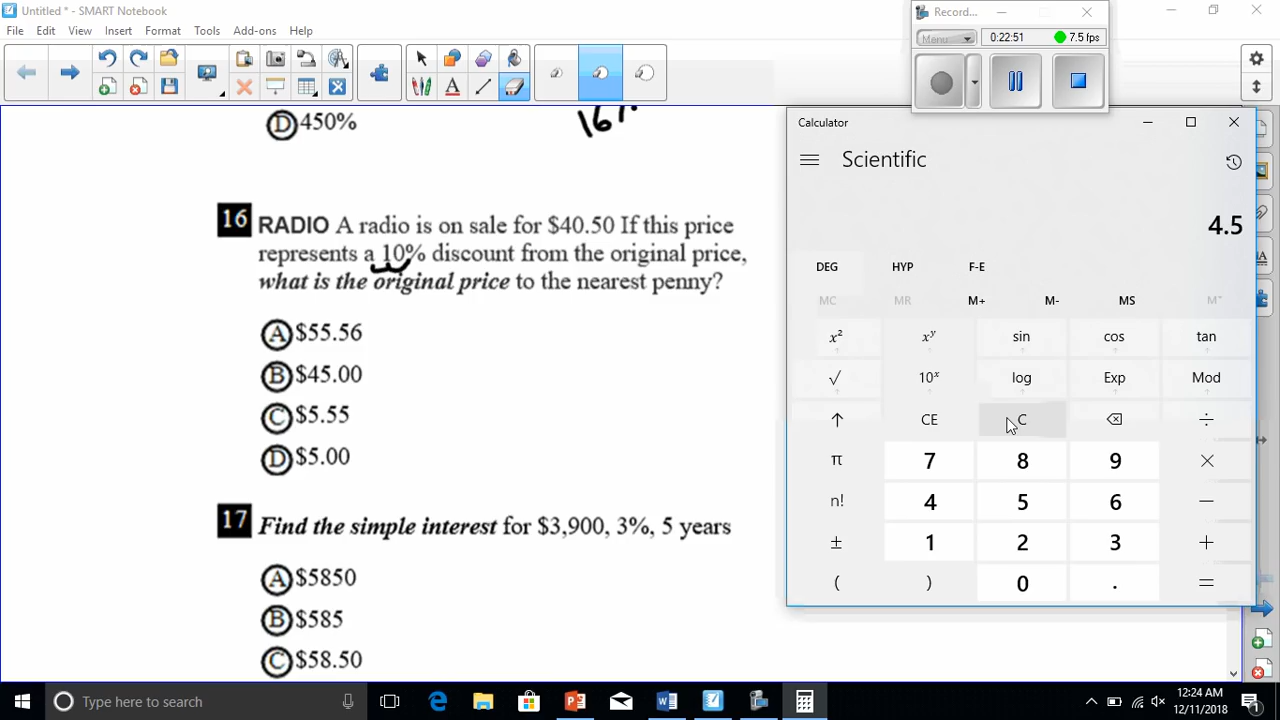 Untitled * - SMART Notebook
File Edit View Insert Format Tools Add-ons Help
Record...
Menu 0:22:51 7.5 fps
D 450%
16%
16 RADIO A radio is on sale for $40.50 If this price
represents a 10% discount from the original price,
what is the original price to the nearest penny?
A $55.56
B $45.00
C $5.55
D $5.00
17 Find the simple interest for $3,900, 3%, 5 years
A $5850
B $585
C $58.50
Calculator
Scientific
4.5
DEG HYP F-E
MC MR M+ M- MS M˅
x² xʸ sin cos tan
√ 10ˣ log Exp Mod
↑ CE C ⌫ ÷
π 7 8 9 ×
n! 4 5 6 −
± 1 2 3 +
( ) 0 . =
Type here to search
12:24 AM
12/11/2018